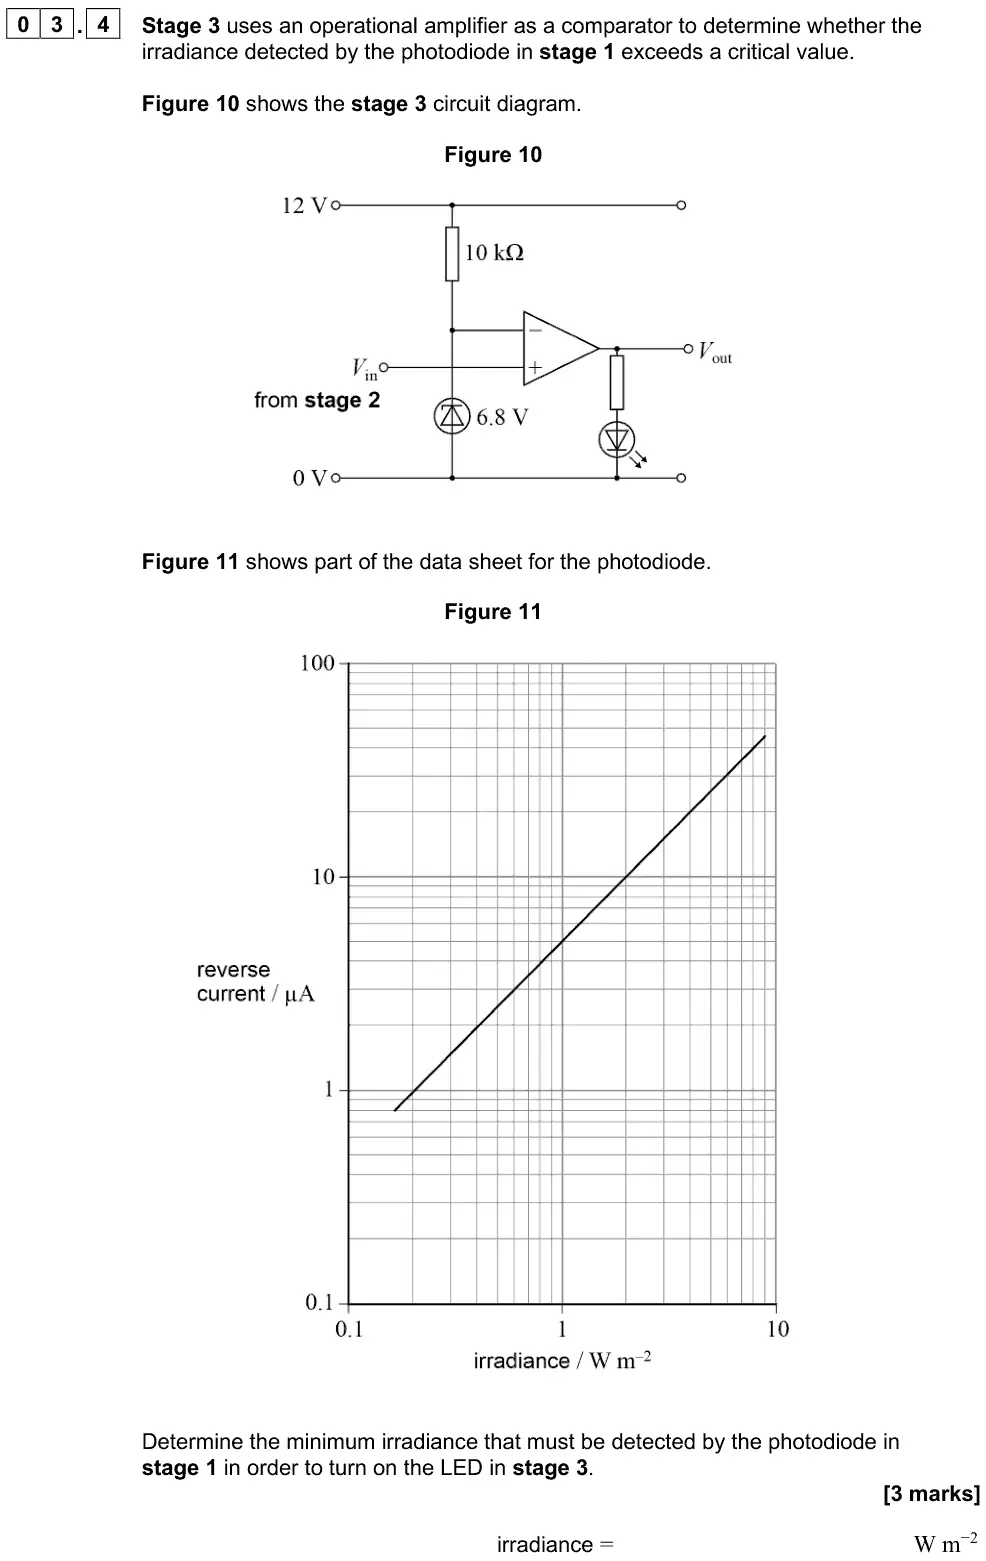 0 3 . 4 Stage 3 uses an operational amplifier as a comparator to determine whether the
irradiance detected by the photodiode in stage 1 exceeds a critical value.
Figure 10 shows the stage 3 circuit diagram.
Figure 10
12 V
10 kΩ
−
Vin
+
Vout
from stage 2
6.8 V
0 V
Figure 11 shows part of the data sheet for the photodiode.
Figure 11
100
10
reverse
current / µA
1
0.1
0.1 1 10
irradiance / W m−2
Determine the minimum irradiance that must be detected by the photodiode in
stage 1 in order to turn on the LED in stage 3.
[3 marks]
irradiance = W m−2